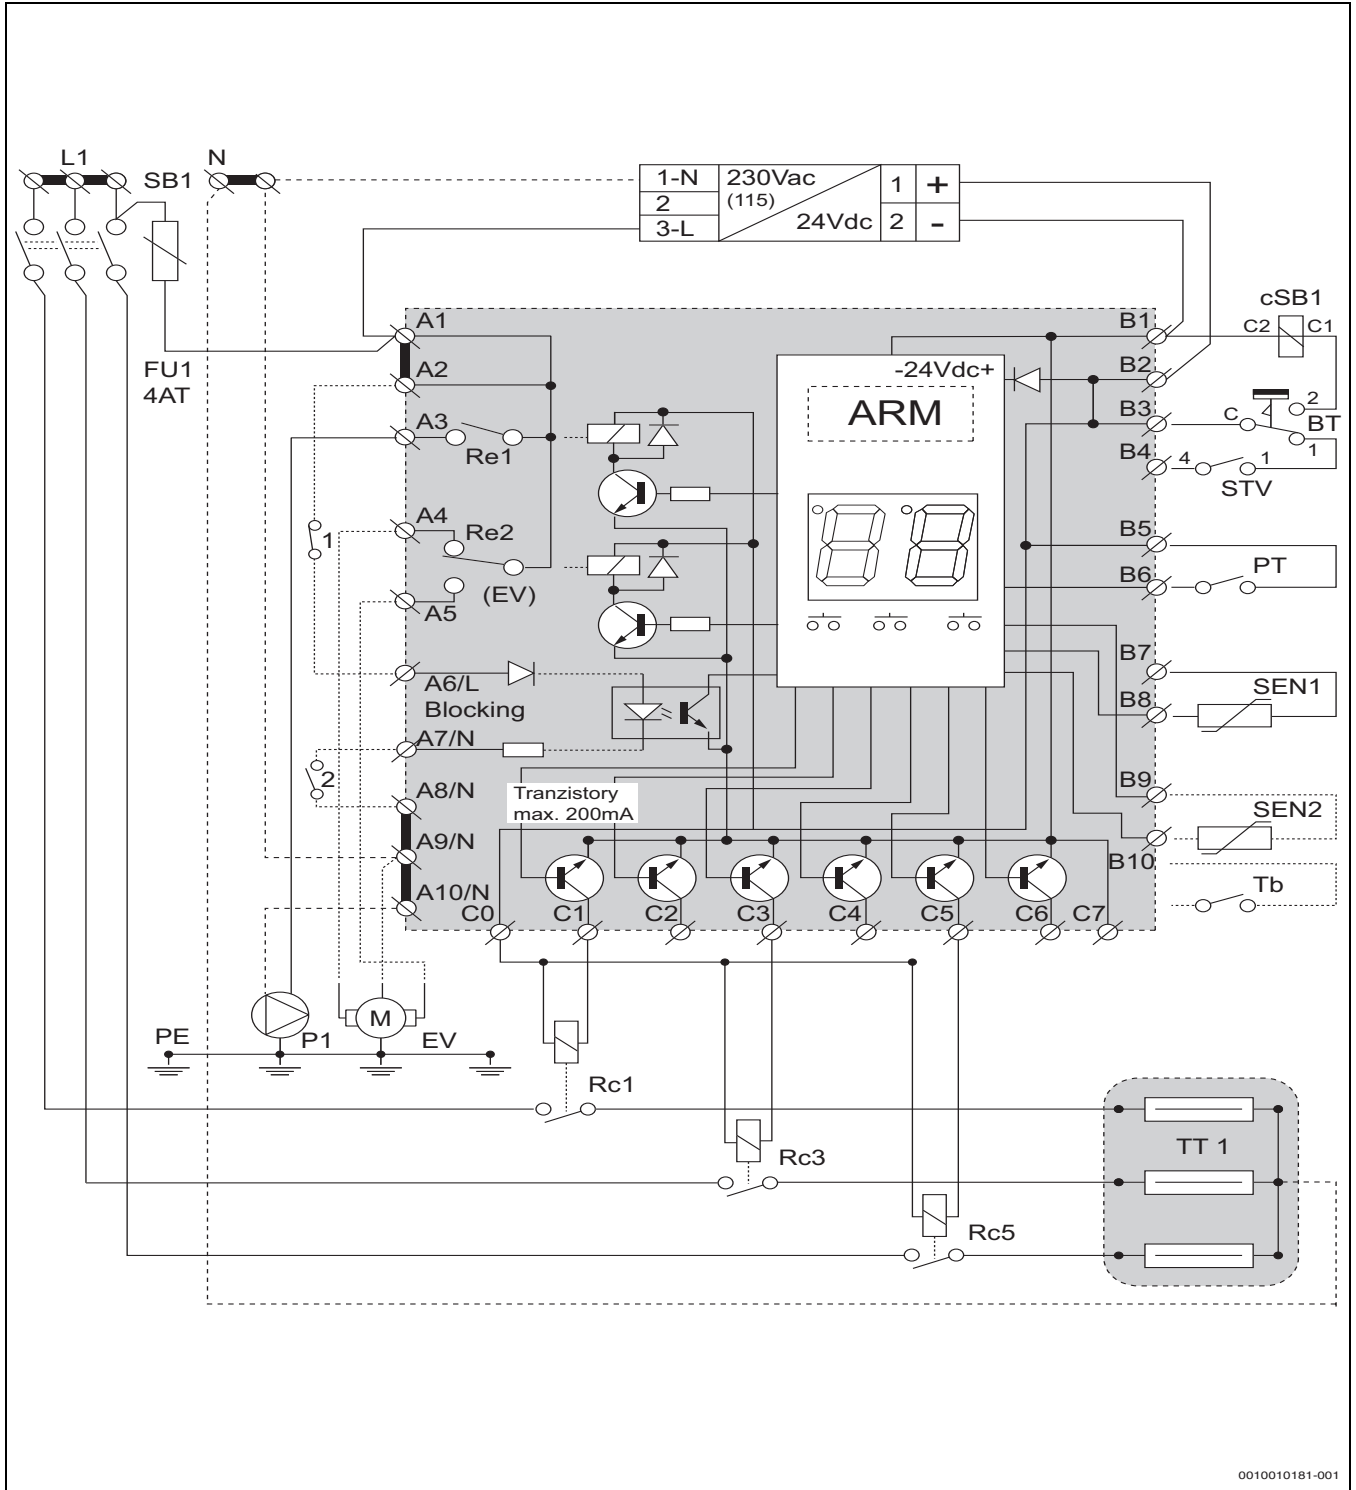 L1
SB1
N
1-N
230Vac
1
+
2
(115)
3-L
24Vdc
2
-
cSB1
C2
C1
FU1
4AT
A1
A2
A3
Re1
A4
Re2
(EV)
A5
1
A6/L
Blocking
A7/N
2
A8/N
A9/N
A10/N
-24Vdc+
ARM
B1
B2
B3
C
2
BT
1
B4
4
1
STV
B5
B6
PT
B7
SEN1
B8
B9
SEN2
B10
Tb
Tranzistory
max. 200mA
C0
C1
C2
C3
C4
C5
C6
C7
PE
P1
M
EV
Rc1
Rc3
Rc5
TT 1
0010010181-001